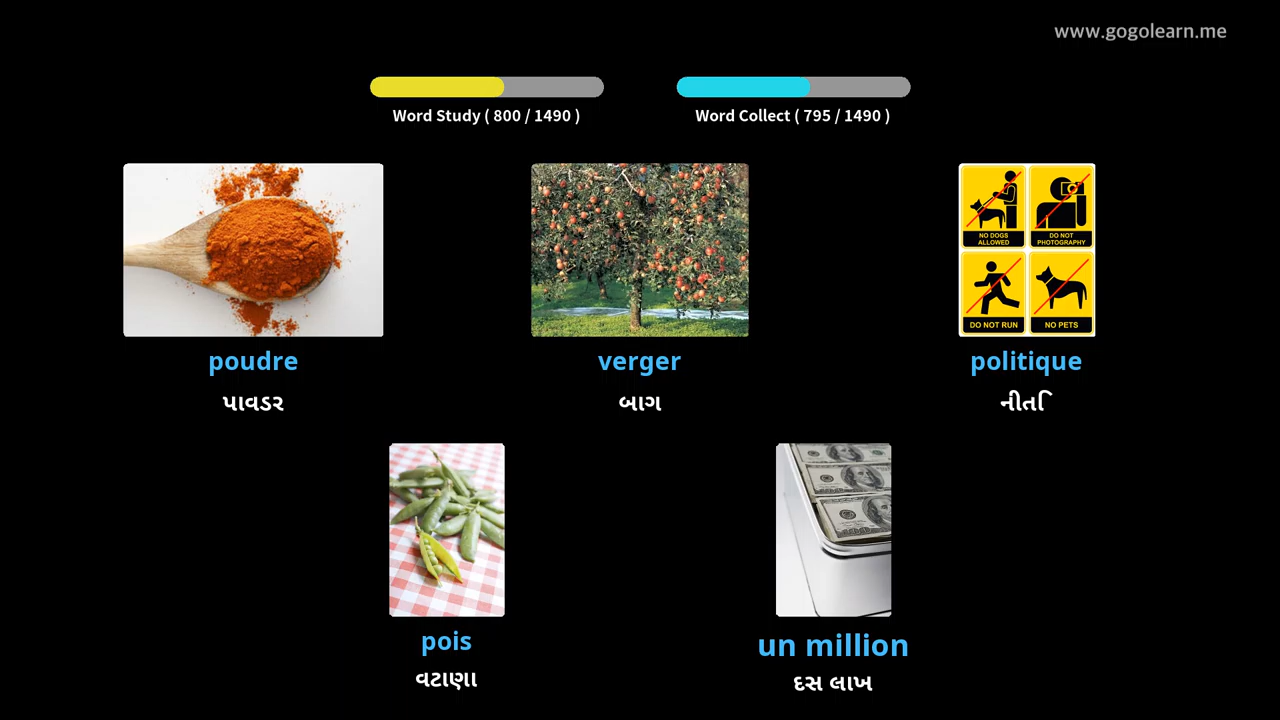 www.gogolearn.me
Word Study ( 800 / 1490 )
Word Collect ( 795 / 1490 )
NO DOGS
ALLOWED
DO NOT
PHOTOGRAPHY
DO NOT RUN
NO PETS
poudre
verger
politique
પાવડર
બાગ
નીતિ
pois
un million
વટાણા
દસ લાખ